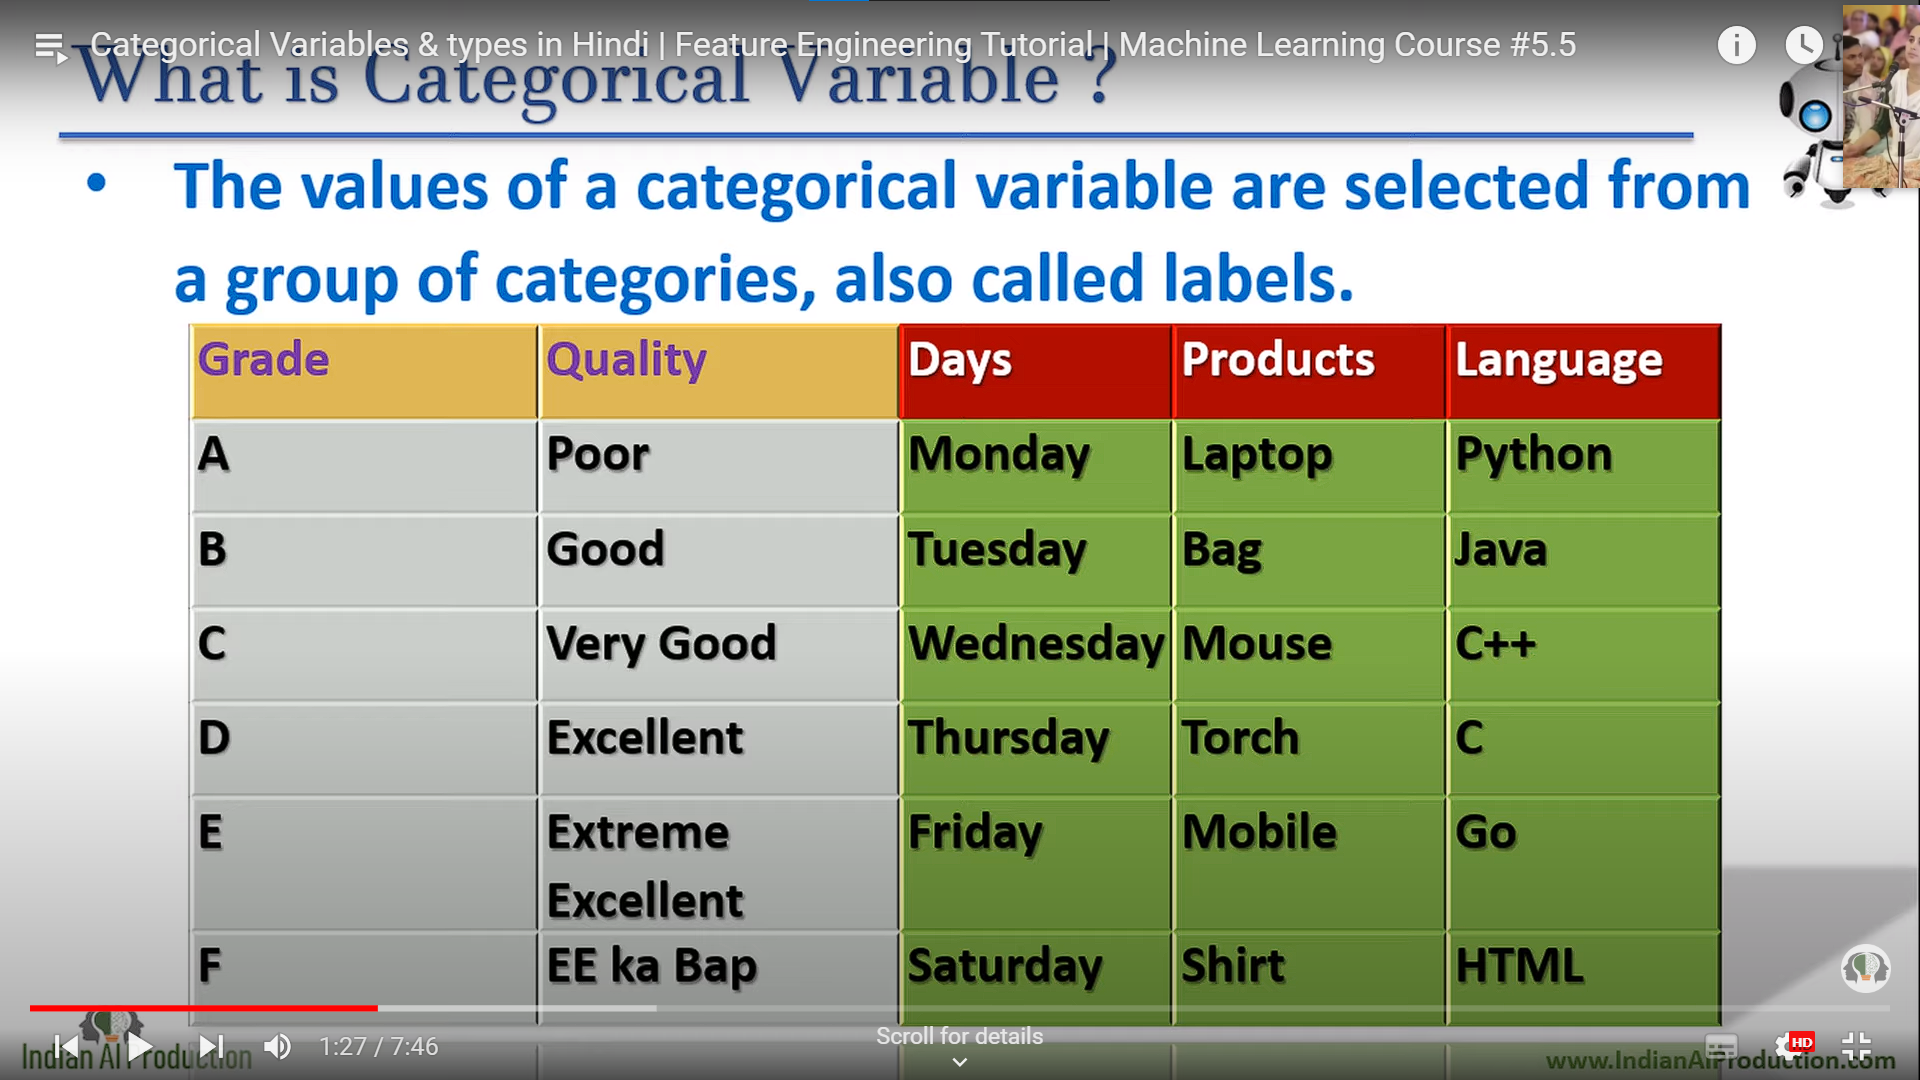 Categorical Variables & types in Hindi | Feature Engineering Tutorial | Machine Learning Course #5.5
What is Categorical Variable ?
• The values of a categorical variable are selected from
a group of categories, also called labels.
Grade Quality Days Products Language
A Poor Monday Laptop Python
B Good Tuesday Bag Java
C Very Good Wednesday Mouse C++
D Excellent Thursday Torch C
E Extreme Excellent Friday Mobile Go
F EE ka Bap Saturday Shirt HTML
Scroll for details
1:27 / 7:46
HD
Indian AI Production
www.IndianAIProduction.com